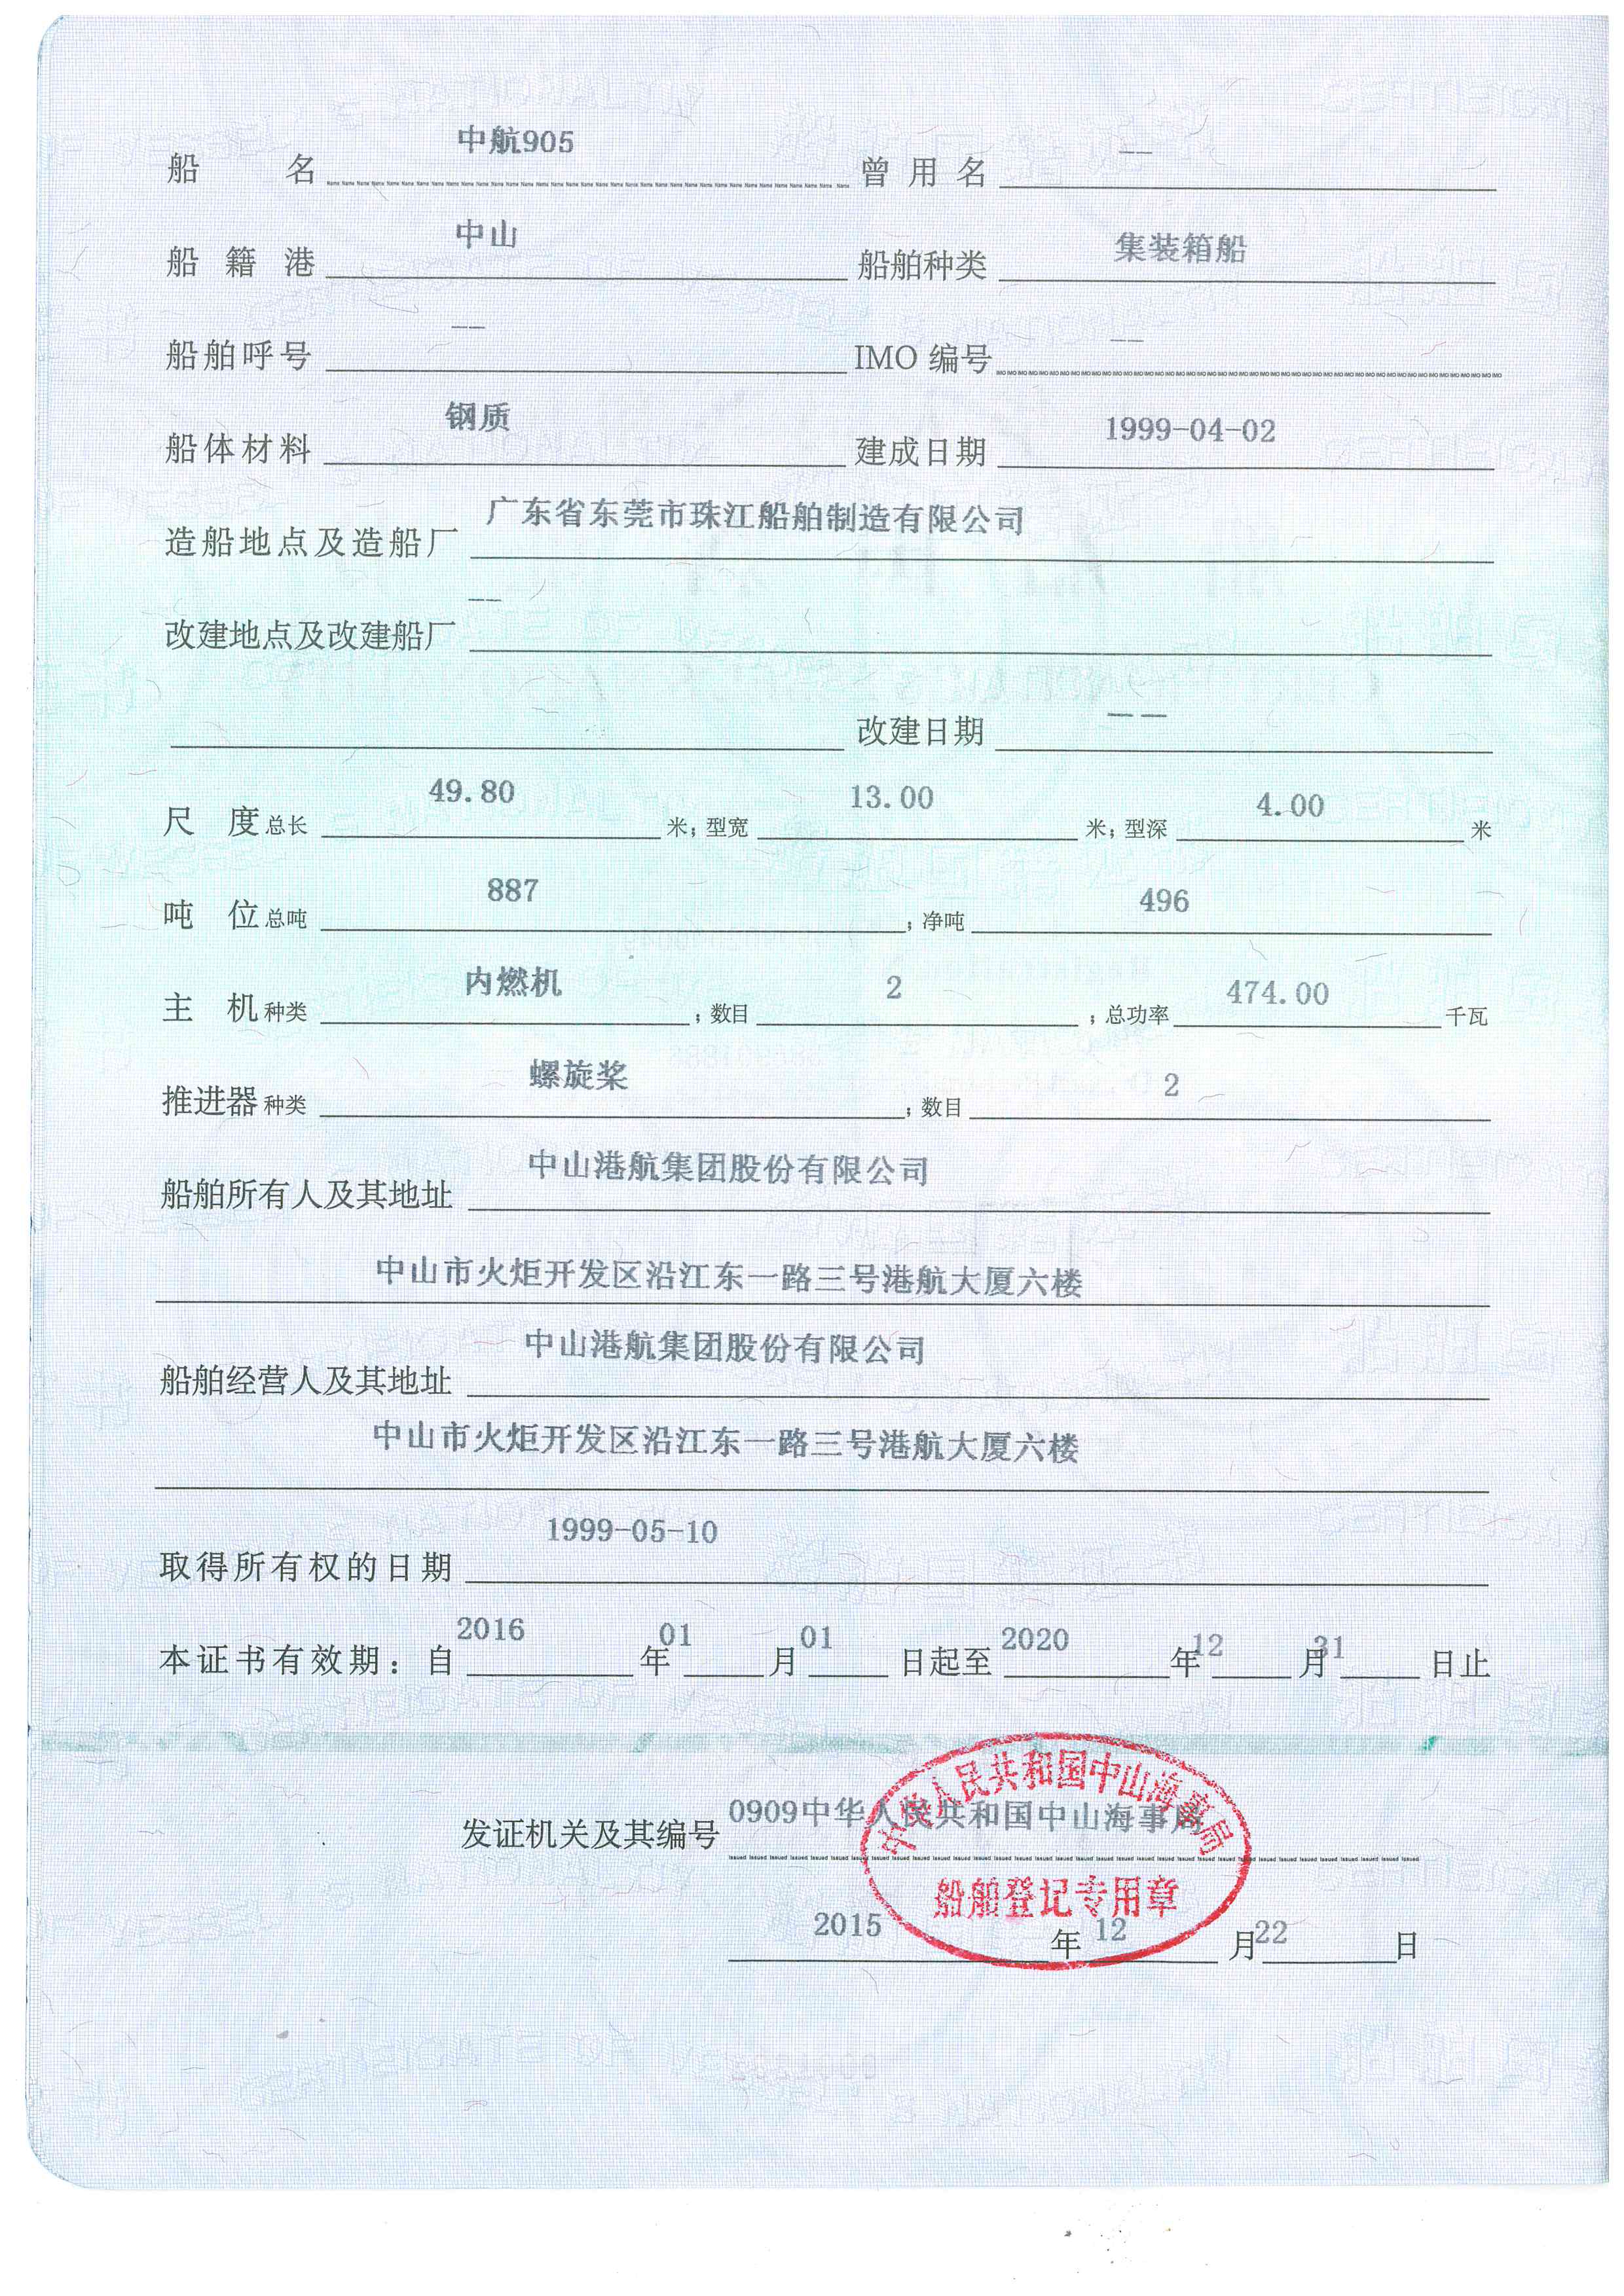 船名 中航905 曾用名 ——
船籍港 中山 船舶种类 集装箱船
船舶呼号 —— IMO 编号 ——
船体材料 钢质 建成日期 1999-04-02
造船地点及造船厂 广东省东莞市珠江船舶制造有限公司
改建地点及改建船厂 ——
改建日期 ——
尺度 总长 49.80 米; 型宽 13.00 米; 型深 4.00 米
吨位 总吨 887 ; 净吨 496
主机 种类 内燃机 ; 数目 2 ; 总功率 474.00 千瓦
推进器 种类 螺旋桨 ; 数目 2
船舶所有人及其地址 中山港航集团股份有限公司
中山市火炬开发区沿江东一路三号港航大厦六楼
船舶经营人及其地址 中山港航集团股份有限公司
中山市火炬开发区沿江东一路三号港航大厦六楼
取得所有权的日期 1999-05-10
本证书有效期: 自 2016 年 01 月 01 日起至 2020 年 12 月 31 日止
中华人民共和国中山海事局
发证机关及其编号 0909中华人民共和国中山海事局
船舶登记专用章
2015 年 12 月 22 日